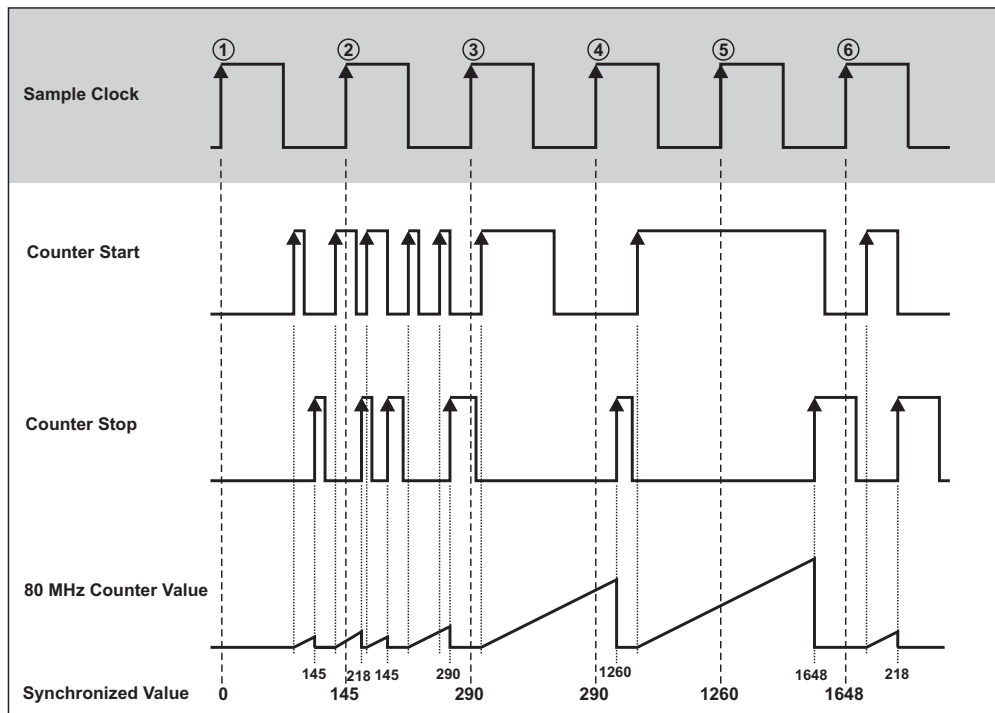 ① ② ③ ④ ⑤ ⑥
Sample Clock
Counter Start
Counter Stop
80 MHz Counter Value
145 218 145 290 1260 1648 218
Synchronized Value 0 145 290 290 1260 1648